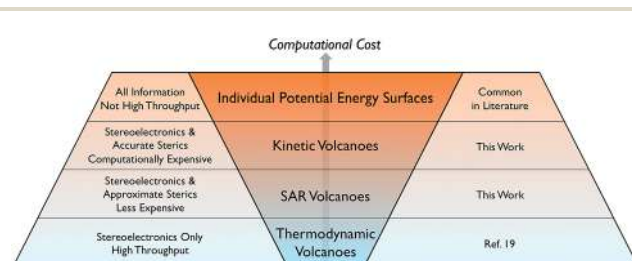 Computational Cost
All Information
Not High Throughput
Individual Potential Energy Surfaces
Common
in Literature
Stereoelectronics &
Accurate Sterics
Computationally Expensive
Kinetic Volcanoes
This Work
Stereoelectronics &
Approximate Sterics
Less Expensive
SAR Volcanoes
This Work
Stereoelectronics Only
High Throughput
Thermodynamic
Volcanoes
Ref. 19